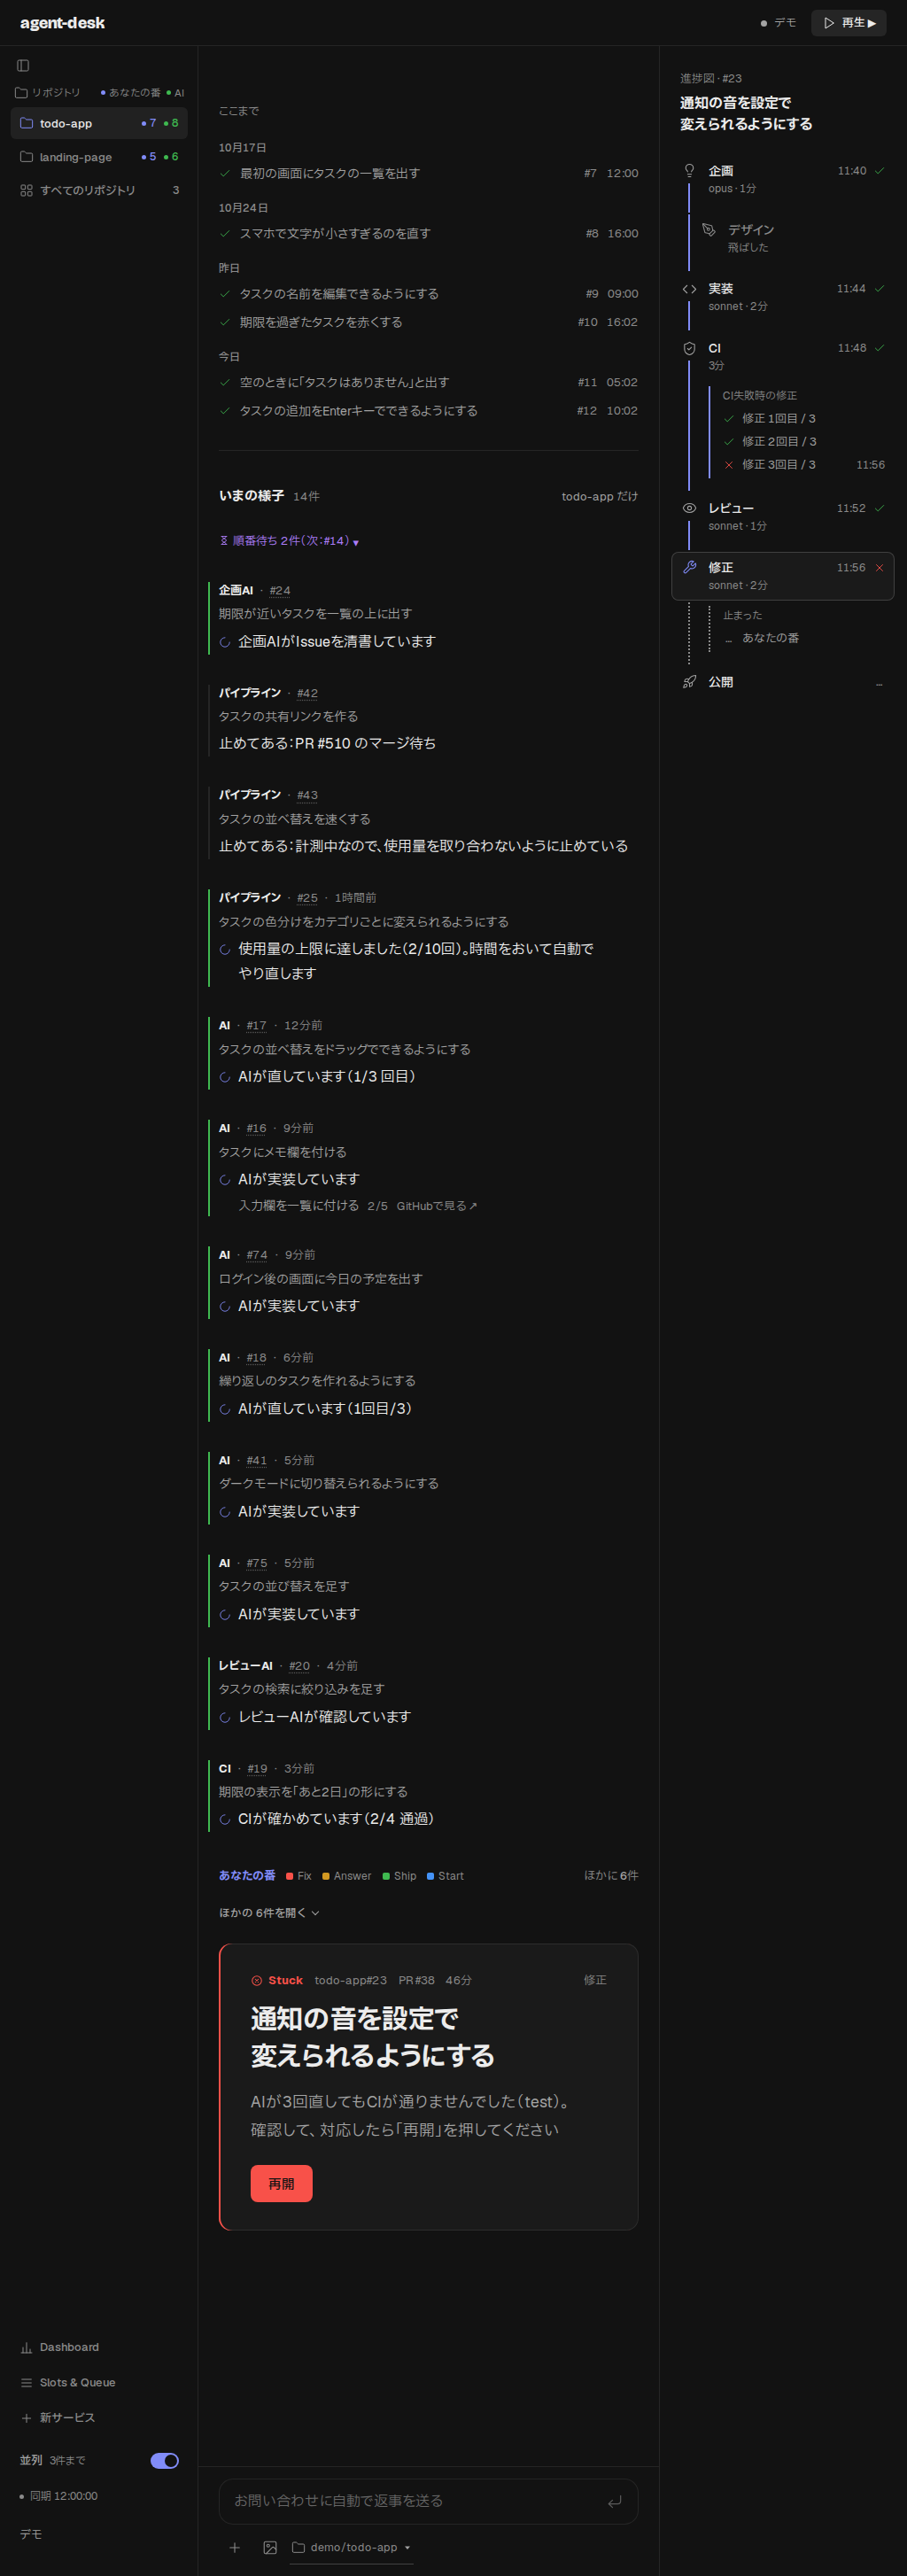 agent-desk
デモ
再生 ▶
リポジトリ
あなたの番
AI
todo-app
7
8
landing-page
5
6
すべてのリポジトリ
3
ここまで
10月17日
最初の画面にタスクの一覧を出す
#7 12:00
10月24日
スマホで文字が小さすぎるのを直す
#8 16:00
昨日
タスクの名前を編集できるようにする
#9 09:00
期限を過ぎたタスクを赤くする
#10 16:02
今日
空のときに「タスクはありません」と出す
#11 05:02
タスクの追加をEnterキーでできるようにする
#12 10:02
いまの様子 14件
todo-app だけ
順番待ち 2件（次：#14）▼
企画AI · #24
期限が近いタスクを一覧の上に出す
企画AIがIssueを清書しています
パイプライン · #42
タスクの共有リンクを作る
止めてある：PR #510 のマージ待ち
パイプライン · #43
タスクの並べ替えを速くする
止めてある：計測中なので、使用量を取り合わないように止めている
パイプライン · #25 · 1時間前
タスクの色分けをカテゴリごとに変えられるようにする
使用量の上限に達しました（2/10回）。時間をおいて自動で
やり直します
AI · #17 · 12分前
タスクの並べ替えをドラッグでできるようにする
AIが直しています（1/3 回目）
AI · #16 · 9分前
タスクにメモ欄を付ける
AIが実装しています
入力欄を一覧に付ける 2/5 GitHubで見る↗
AI · #74 · 9分前
ログイン後の画面に今日の予定を出す
AIが実装しています
AI · #18 · 6分前
繰り返しのタスクを作れるようにする
AIが直しています（1回目/3）
AI · #41 · 5分前
ダークモードに切り替えられるようにする
AIが実装しています
AI · #75 · 5分前
タスクの並び替えを足す
AIが実装しています
レビューAI · #20 · 4分前
タスクの検索に絞り込みを足す
レビューAIが確認しています
CI · #19 · 3分前
期限の表示を「あと2日」の形にする
CIが確かめています（2/4 通過）
あなたの番 Fix Answer Ship Start
ほかに 6件
ほかの 6件を開く
Stuck todo-app#23 PR#38 46分
修正
通知の音を設定で
変えられるようにする
AIが3回直してもCIが通りませんでした（test）。
確認して、対応したら「再開」を押してください
再開
お問い合わせに自動で返事を送る
demo/todo-app
進捗図 · #23
通知の音を設定で
変えられるようにする
企画 11:40
opus · 1分
デザイン
飛ばした
実装 11:44
sonnet · 2分
CI 11:48
3分
CI失敗時の修正
修正 1回目 / 3
修正 2回目 / 3
修正 3回目 / 3 11:56
レビュー 11:52
sonnet · 1分
修正 11:56
sonnet · 2分
止まった
… あなたの番
公開 …
Dashboard
Slots & Queue
新サービス
並列 3件まで
同期 12:00:00
デモ